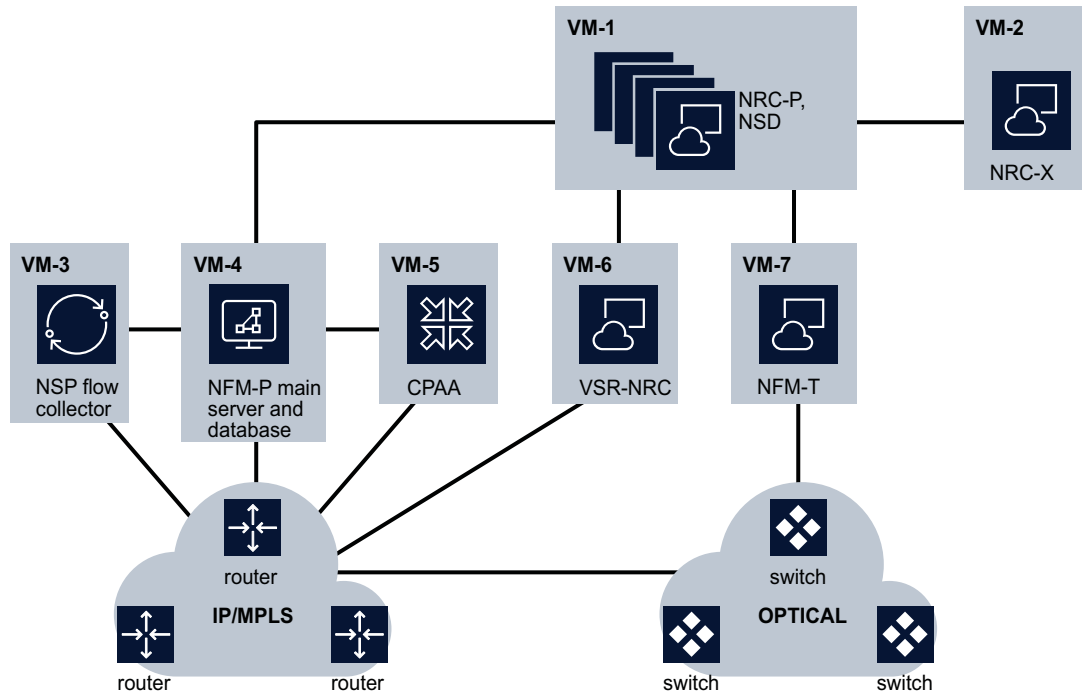 VM-1
NRC-P,
NSD
VM-2
NRC-X
VM-3
NSP flow
collector
VM-4
NFM-P main
server and
database
VM-5
CPAA
VM-6
VSR-NRC
VM-7
NFM-T
router
IP/MPLS
router
router
switch
OPTICAL
switch
switch